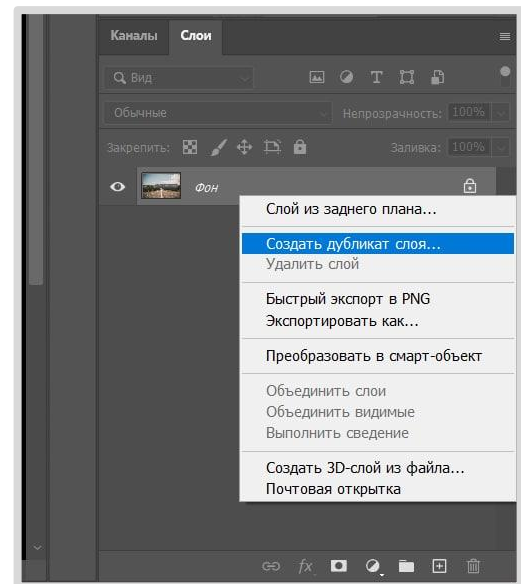 Каналы Слои
Вид
Обычные Непрозрачность: 100%
Закрепить: Заливка: 100%
Фон
Слой из заднего плана...
Создать дубликат слоя...
Удалить слой
Быстрый экспорт в PNG
Экспортировать как...
Преобразовать в смарт-объект
Объединить слои
Объединить видимые
Выполнить сведение
Создать 3D-слой из файла...
Почтовая открытка
fx